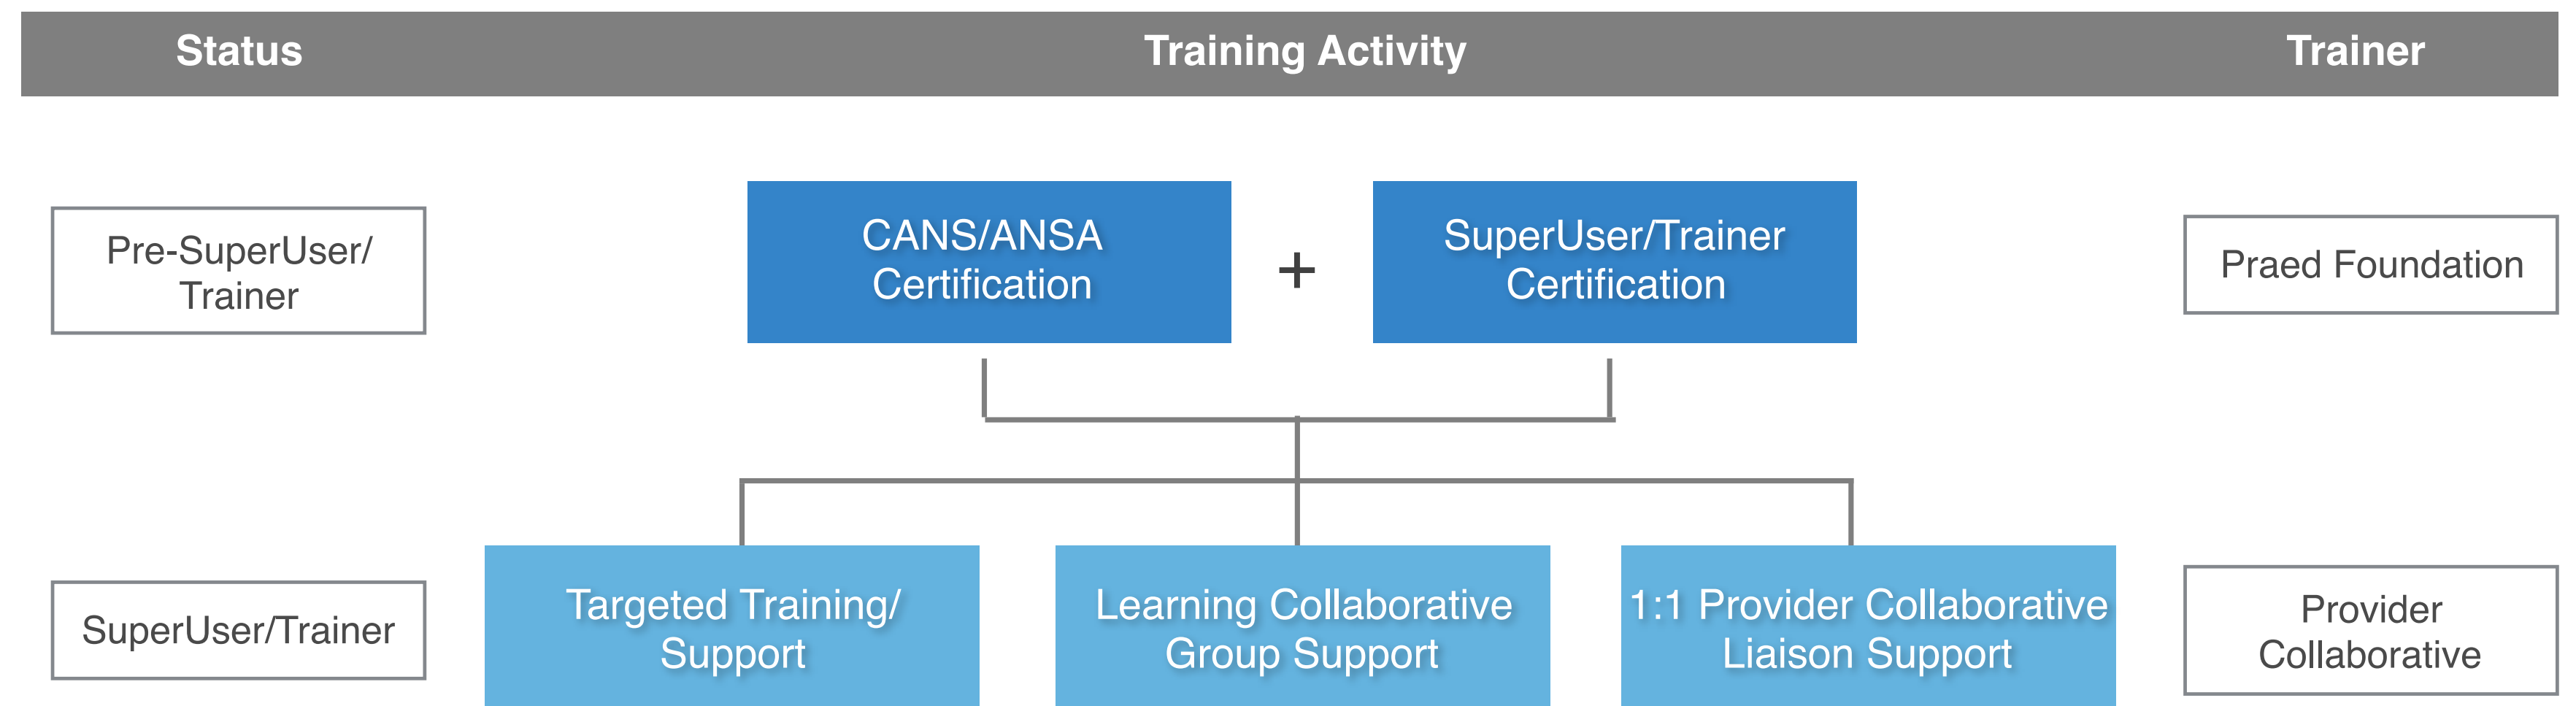 Status
Training Activity
Trainer
Pre-SuperUser/
Trainer
CANS/ANSA
Certification
+
SuperUser/Trainer
Certification
Praed Foundation
SuperUser/Trainer
Targeted Training/
Support
Learning Collaborative
Group Support
1:1 Provider Collaborative
Liaison Support
Provider
Collaborative